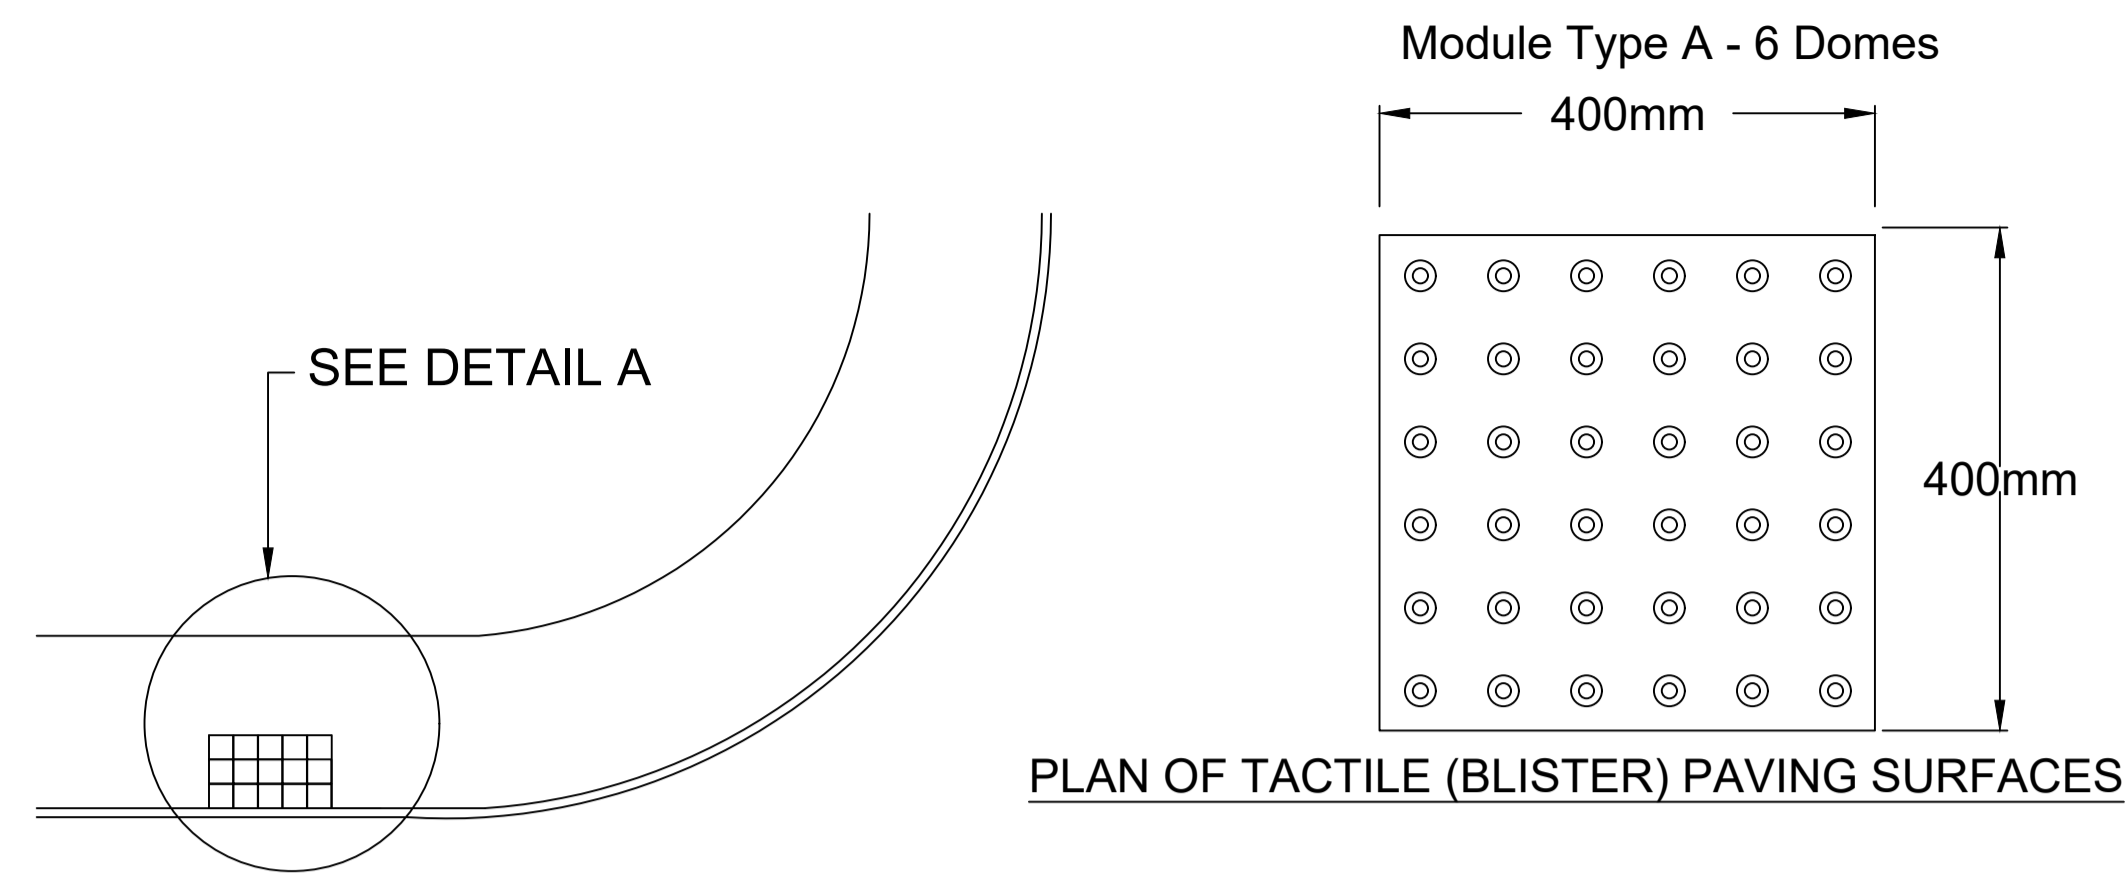 Module Type A - 6 Domes
400mm
SEE DETAIL A
400mm
PLAN OF TACTILE (BLISTER) PAVING SURFACES